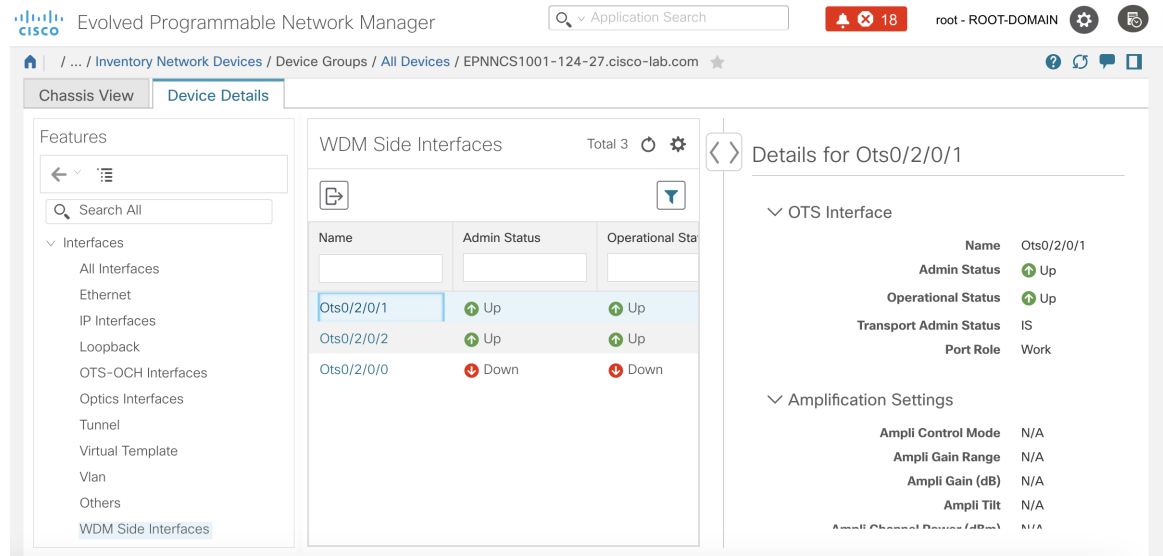 cisco
Evolved Programmable Network Manager
Application Search
18
root - ROOT-DOMAIN
/ ... / Inventory Network Devices / Device Groups / All Devices / EPNNCS1001-124-27.cisco-lab.com
Chassis View
Device Details
Features
Search All
Interfaces
All Interfaces
Ethernet
IP Interfaces
Loopback
OTS-OCH Interfaces
Optics Interfaces
Tunnel
Virtual Template
Vlan
Others
WDM Side Interfaces
WDM Side Interfaces Total 3
Name Admin Status Operational Sta
Ots0/2/0/1 Up Up
Ots0/2/0/2 Up Up
Ots0/2/0/0 Down Down
Details for Ots0/2/0/1
OTS Interface
Name Ots0/2/0/1
Admin Status Up
Operational Status Up
Transport Admin Status IS
Port Role Work
Amplification Settings
Ampli Control Mode N/A
Ampli Gain Range N/A
Ampli Gain (dB) N/A
Ampli Tilt N/A
Ampli Channel Power (dBm) N/A